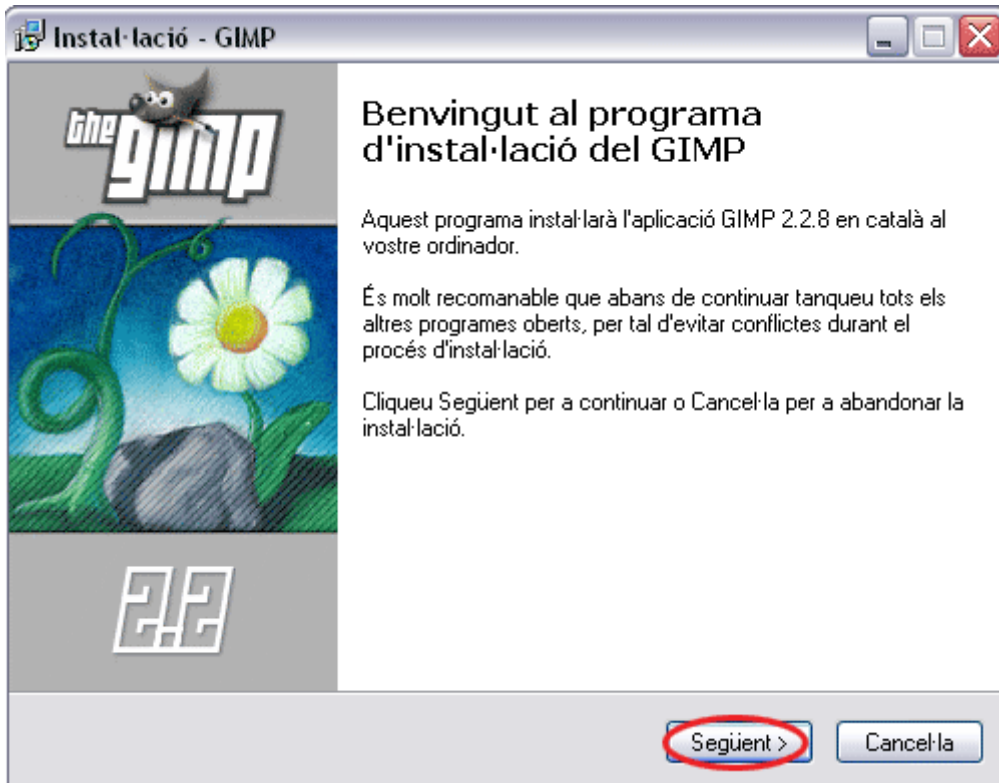 Instal·lació - GIMP
the gimp
2.2
Benvingut al programa
d'instal·lació del GIMP
Aquest programa instal·larà l'aplicació GIMP 2.2.8 en català al
vostre ordinador.
És molt recomanable que abans de continuar tanqueu tots els
altres programes oberts, per tal d'evitar conflictes durant el
procés d'instal·lació.
Cliqueu Següent per a continuar o Cancel·la per a abandonar la
instal·lació.
Següent >
Cancel·la